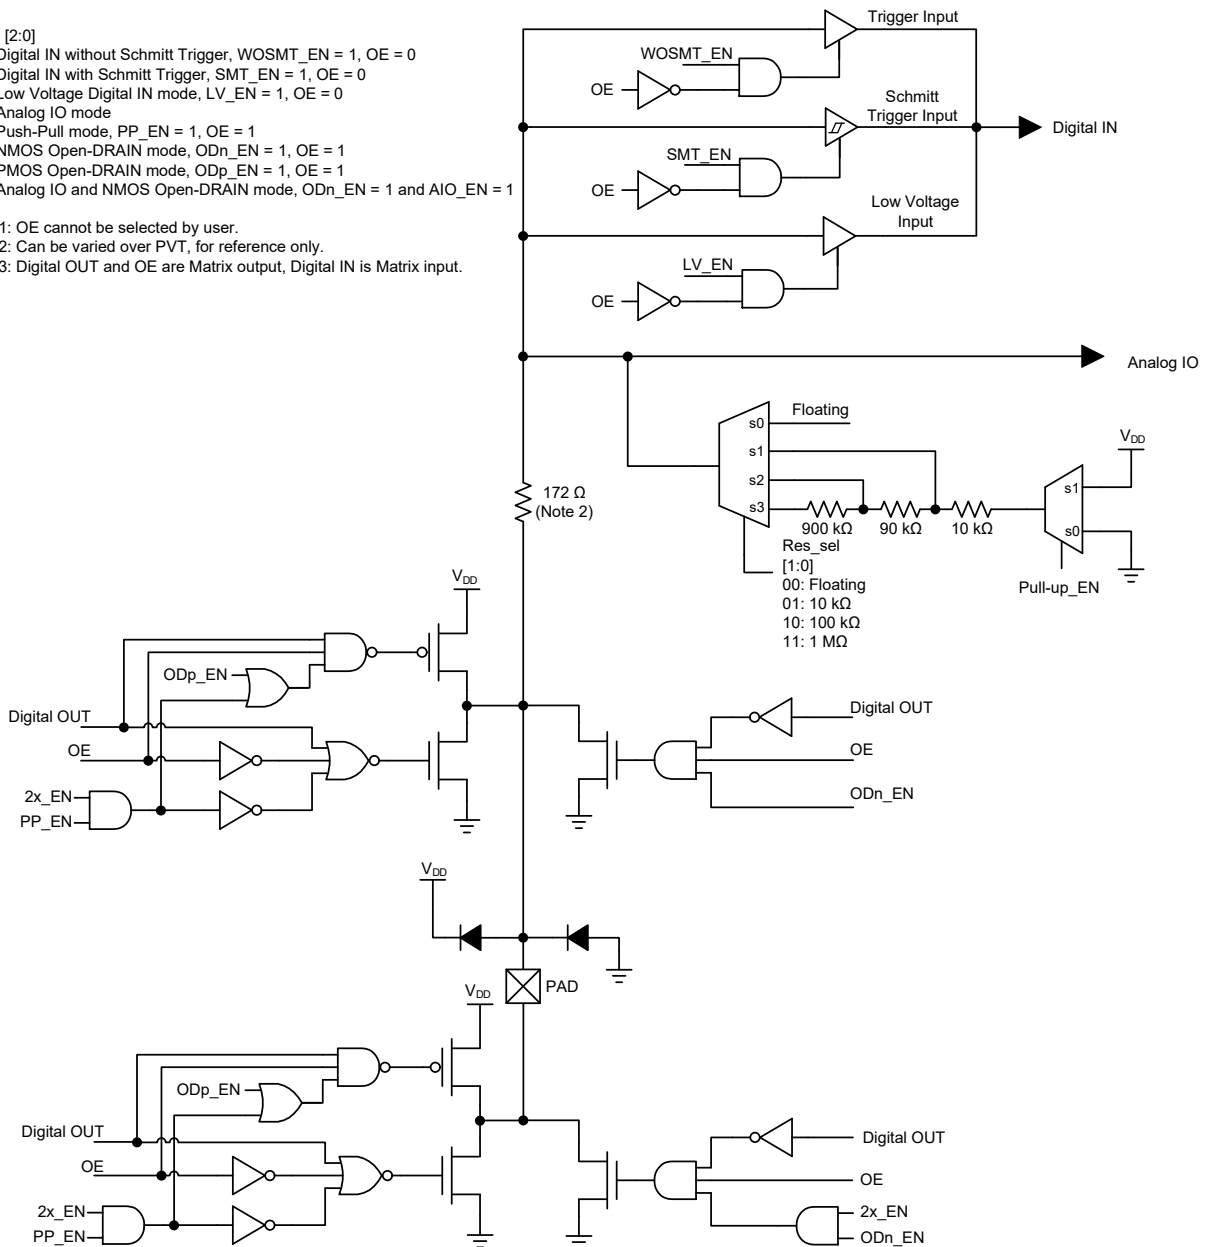 [2:0]
Digital IN without Schmitt Trigger, WOSMT_EN = 1, OE = 0
Digital IN with Schmitt Trigger, SMT_EN = 1, OE = 0
Low Voltage Digital IN mode, LV_EN = 1, OE = 0
Analog IO mode
Push-Pull mode, PP_EN = 1, OE = 1
NMOS Open-DRAIN mode, ODn_EN = 1, OE = 1
PMOS Open-DRAIN mode, ODp_EN = 1, OE = 1
Analog IO and NMOS Open-DRAIN mode, ODn_EN = 1 and AIO_EN = 1
1: OE cannot be selected by user.
2: Can be varied over PVT, for reference only.
3: Digital OUT and OE are Matrix output, Digital IN is Matrix input.
Trigger Input
WOSMT_EN
OE
Schmitt
Trigger Input
Digital IN
SMT_EN
OE
Low Voltage
Input
LV_EN
OE
Analog IO
Floating
s0
s1
s2
s3
900 kΩ
90 kΩ
10 kΩ
VDD
s1
s0
Pull-up_EN
Res_sel
[1:0]
00: Floating
01: 10 kΩ
10: 100 kΩ
11: 1 MΩ
172 Ω
(Note 2)
VDD
ODp_EN
Digital OUT
OE
2x_EN
PP_EN
Digital OUT
OE
ODn_EN
VDD
PAD
VDD
ODp_EN
Digital OUT
OE
2x_EN
PP_EN
Digital OUT
OE
2x_EN
ODn_EN